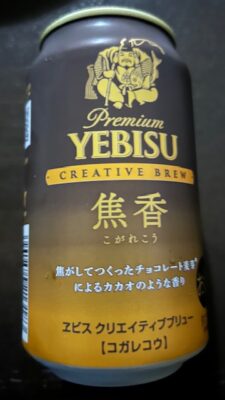 Premium
YEBISU
CREATIVE BREW
焦香
こがれこう
焦がしてつくったチョコレート麦芽
によるカカオのような香り
ヱビス クリエイティブブリュー
【コガレコウ】